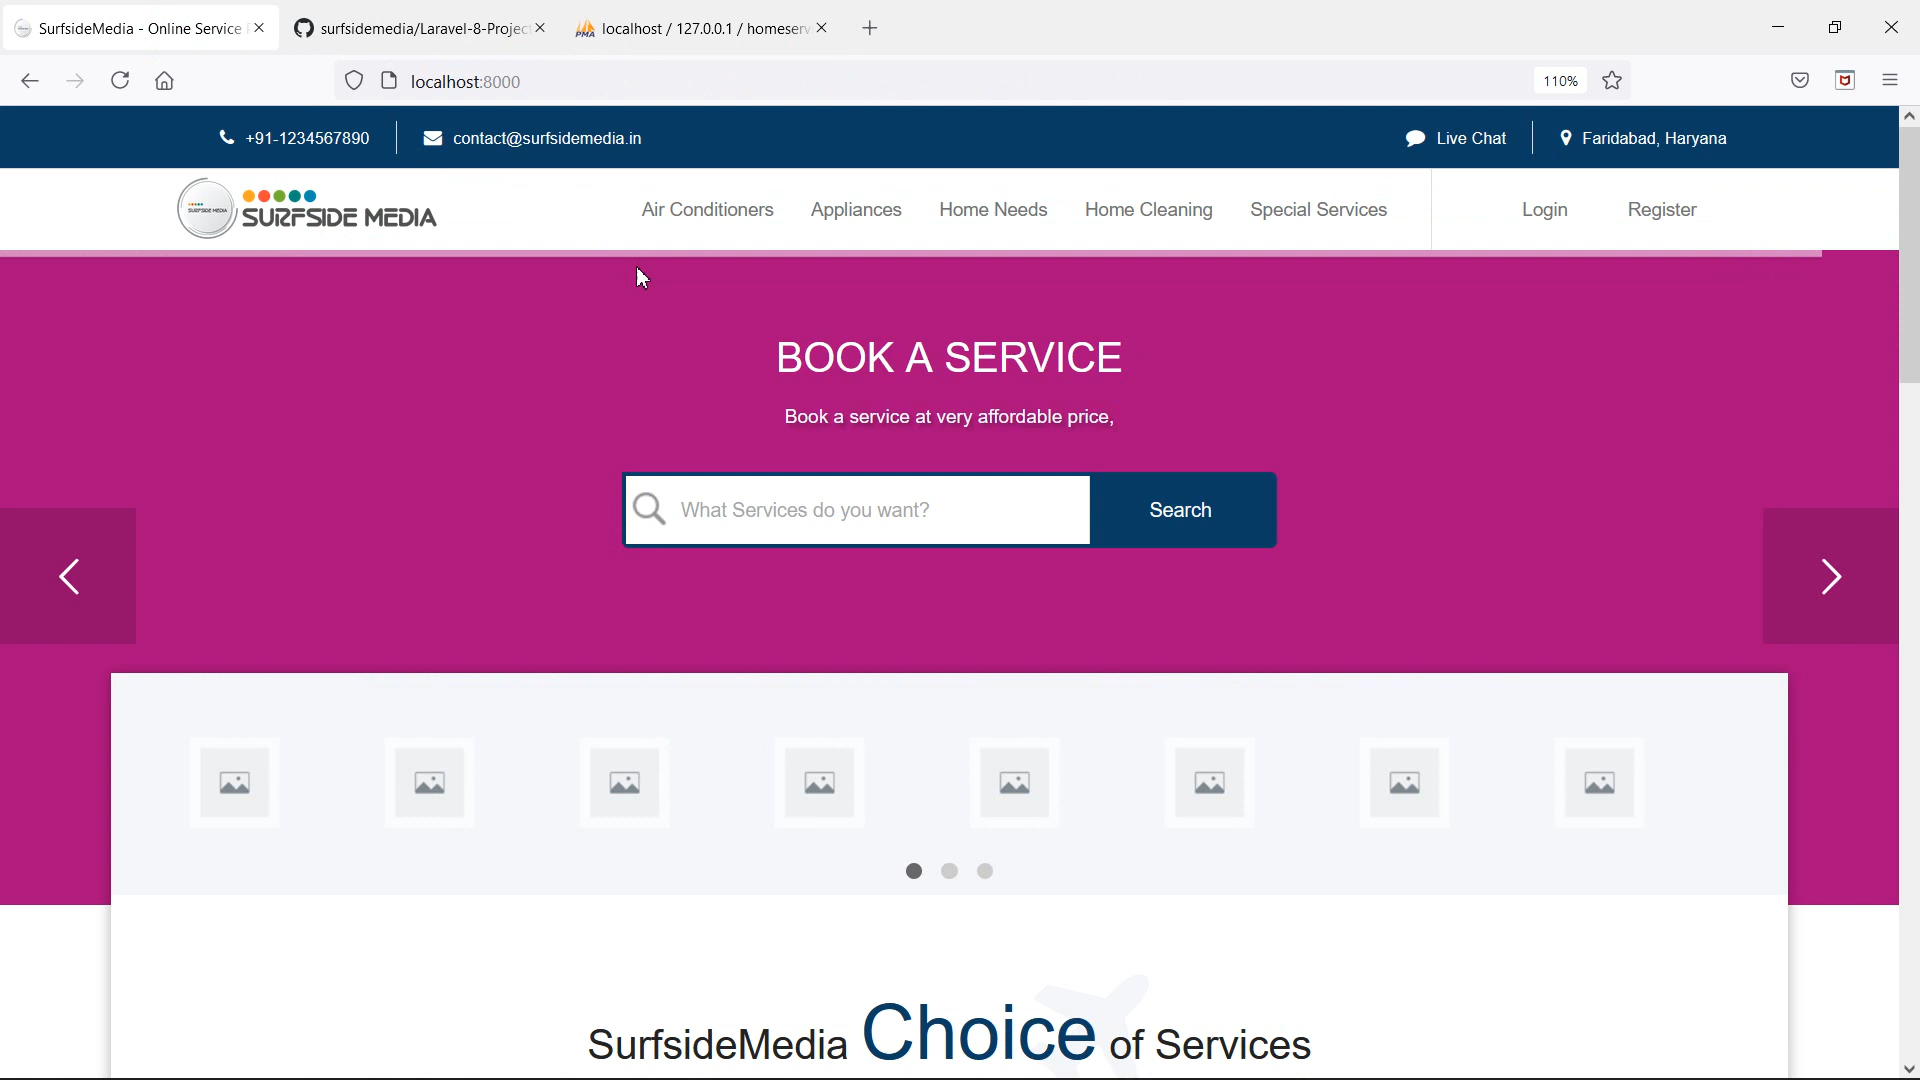 SurfsideMedia - Online Service
surfsidemedia/Laravel-8-Project
localhost / 127.0.0.1 / homeserv
localhost:8000
110%
+91-1234567890
contact@surfsidemedia.in
Live Chat
Faridabad, Haryana
SURFSIDE MEDIA
SURFSIDE MEDIA
Air Conditioners
Appliances
Home Needs
Home Cleaning
Special Services
Login
Register
BOOK A SERVICE
Book a service at very affordable price,
What Services do you want?
Search
SurfsideMedia Choice of Services